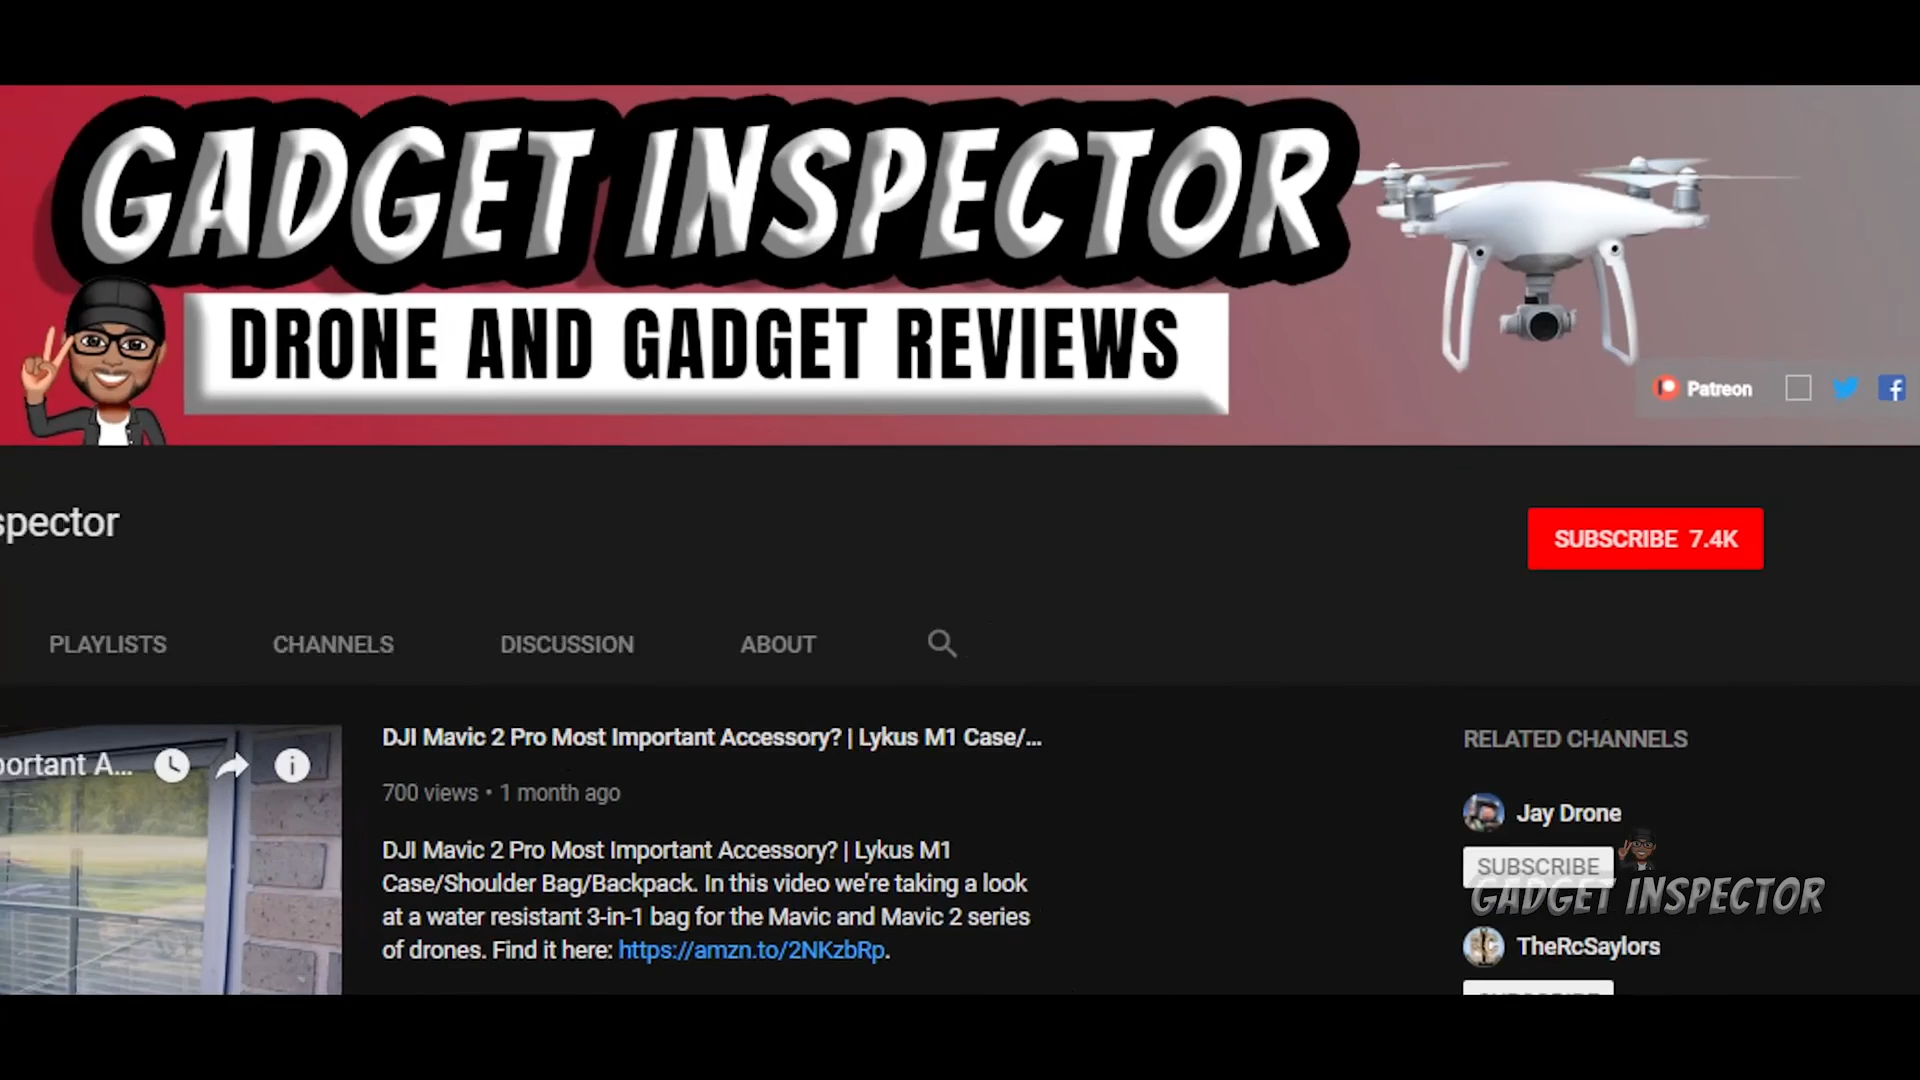 GADGET INSPECTOR
DRONE AND GADGET REVIEWS
Patreon
spector
SUBSCRIBE 7.4K
PLAYLISTS CHANNELS DISCUSSION ABOUT
portant A...
DJI Mavic 2 Pro Most Important Accessory? | Lykus M1 Case/...
700 views • 1 month ago
DJI Mavic 2 Pro Most Important Accessory? | Lykus M1
Case/Shoulder Bag/Backpack. In this video we're taking a look
at a water resistant 3-in-1 bag for the Mavic and Mavic 2 series
of drones. Find it here: https://amzn.to/2NKzbRp.
RELATED CHANNELS
Jay Drone
SUBSCRIBE
GADGET INSPECTOR
TheRcSaylors